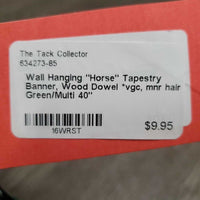 The Tack Collector
634273-85
Wall Hanging "Horse" Tapestry
Banner, Wood Dowel *vgc, mnr hair
Green/Multi 40"
16WRST
$9.95